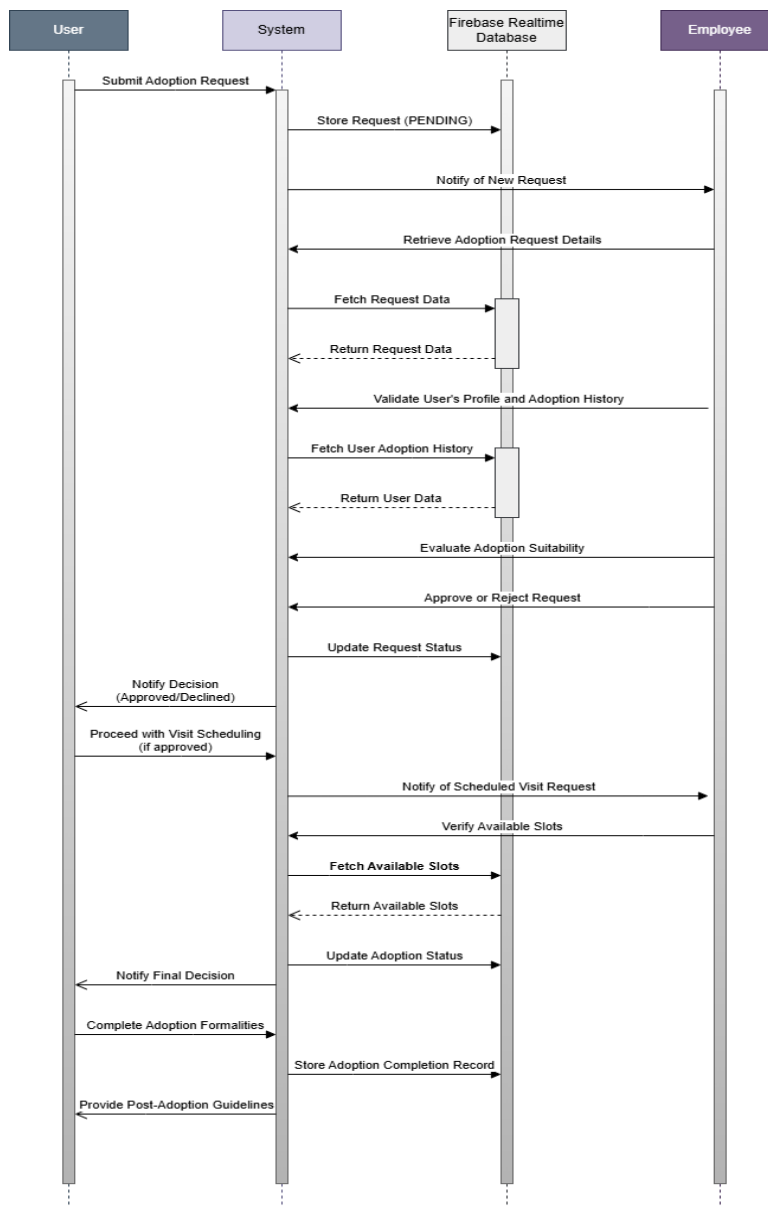 User
System
Firebase Realtime
Database
Employee
Submit Adoption Request
Store Request (PENDING)
Notify of New Request
Retrieve Adoption Request Details
Fetch Request Data
Return Request Data
Validate User's Profile and Adoption History
Fetch User Adoption History
Return User Data
Evaluate Adoption Suitability
Approve or Reject Request
Update Request Status
Notify Decision
(Approved/Declined)
Proceed with Visit Scheduling
(if approved)
Notify of Scheduled Visit Request
Verify Available Slots
Fetch Available Slots
Return Available Slots
Update Adoption Status
Notify Final Decision
Complete Adoption Formalities
Store Adoption Completion Record
Provide Post-Adoption Guidelines